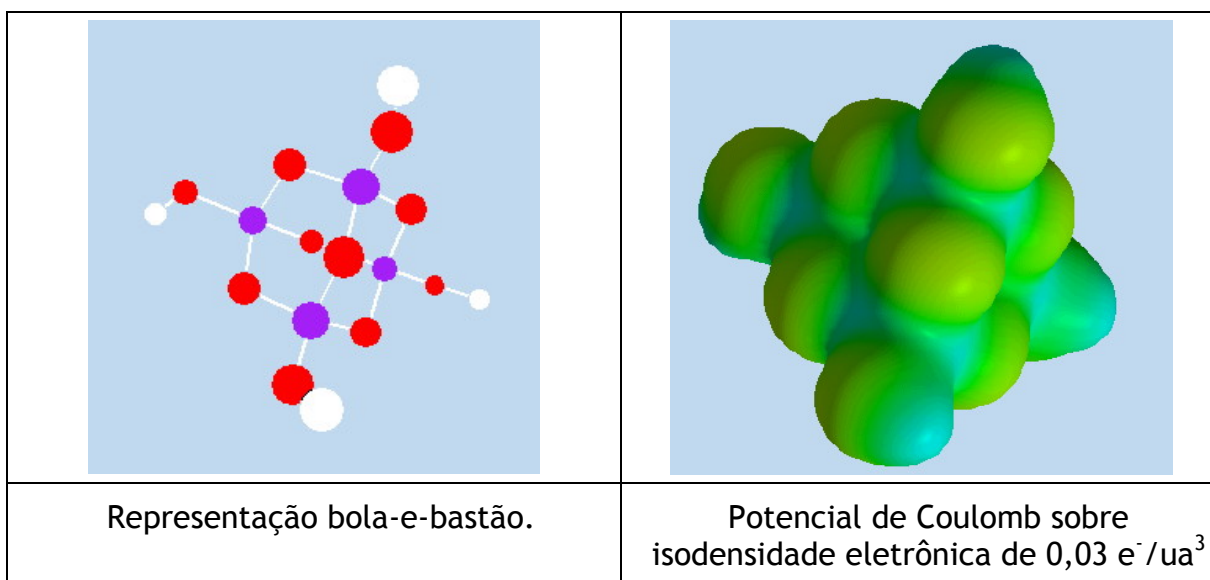 Representação bola-e-bastão.
Potencial de Coulomb sobre
isodensidade eletrônica de 0,03 e⁻/ua³